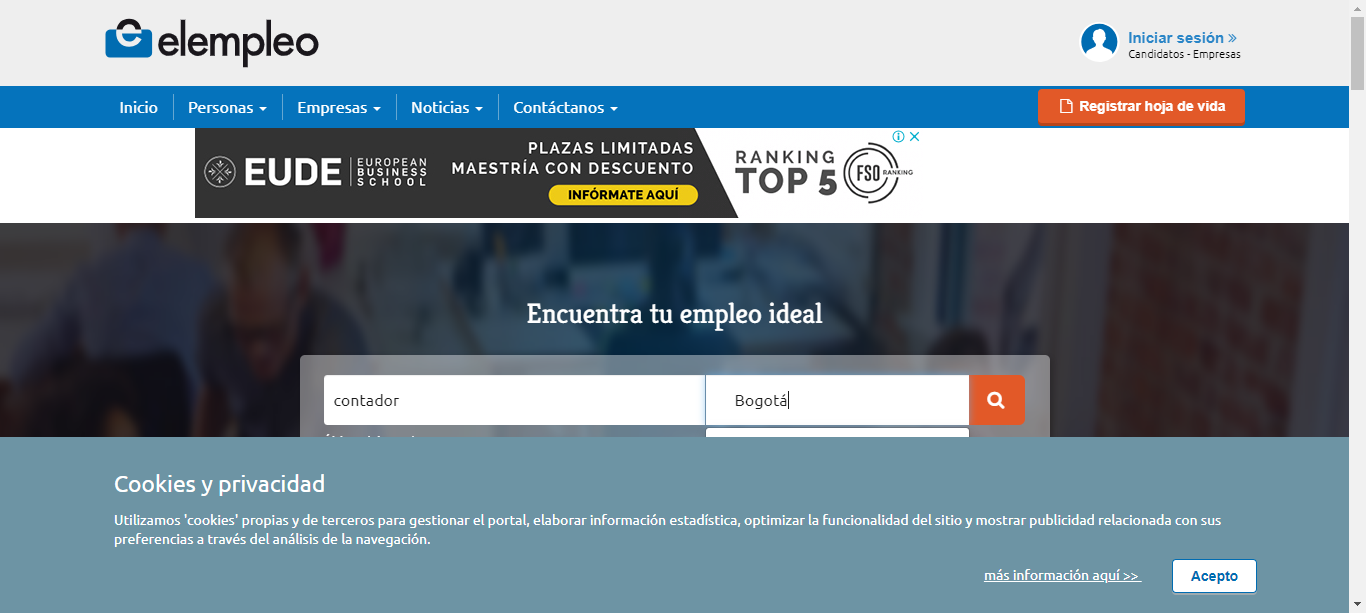 elempleo
Iniciar sesión »
Candidatos - Empresas
Inicio
Personas
Empresas
Noticias
Contáctanos
Registrar hoja de vida
EUDE
EUROPEAN
BUSINESS
SCHOOL
PLAZAS LIMITADAS
MAESTRÍA CON DESCUENTO
INFÓRMATE AQUÍ
RANKING
TOP 5
FSO RANKING
Encuentra tu empleo ideal
contador
Bogotá
Cookies y privacidad
Utilizamos 'cookies' propias y de terceros para gestionar el portal, elaborar información estadística, optimizar la funcionalidad del sitio y mostrar publicidad relacionada con sus
preferencias a través del análisis de la navegación.
más información aquí >>
Acepto